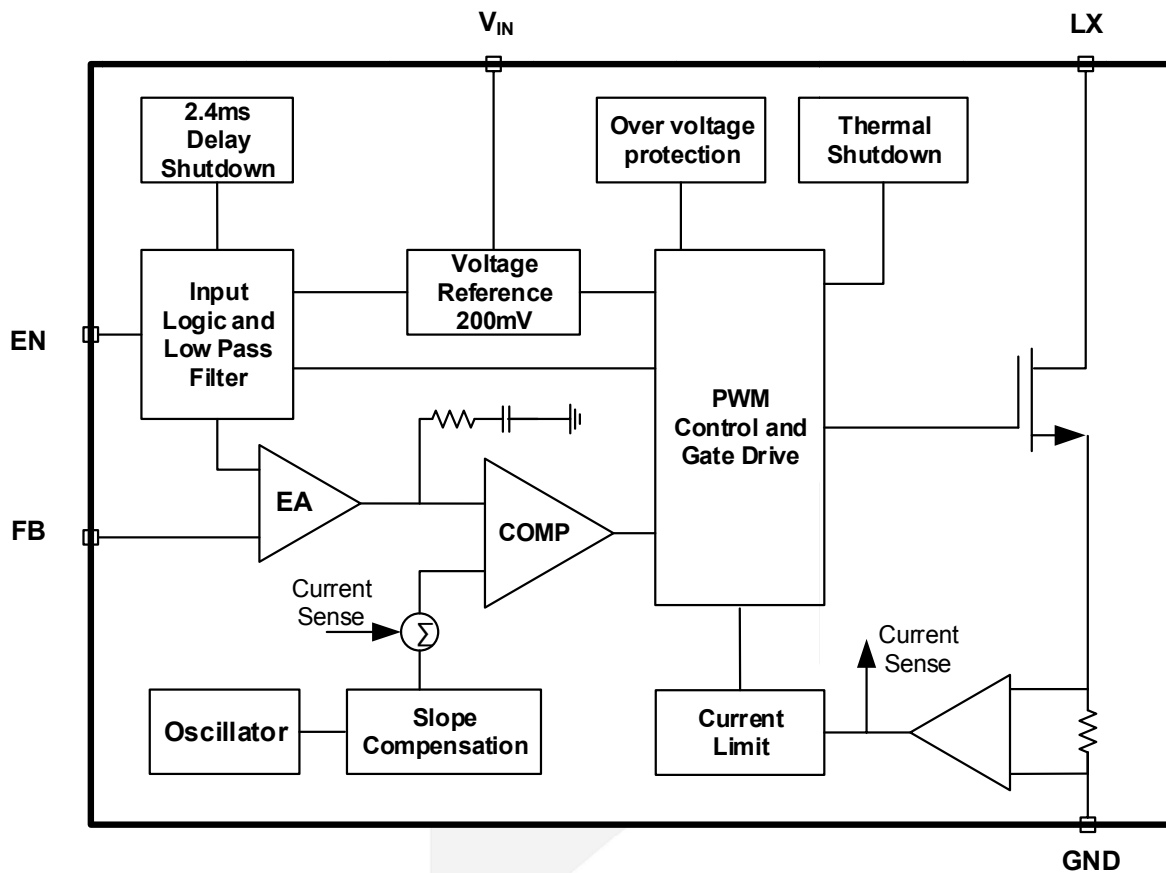 V_IN
LX
2.4ms
Delay
Shutdown
Over voltage
protection
Thermal
Shutdown
Input
Logic and
Low Pass
Filter
Voltage
Reference
200mV
EN
PWM
Control and
Gate Drive
EA
FB
COMP
Current
Sense
Σ
Current
Sense
Oscillator
Slope
Compensation
Current
Limit
GND